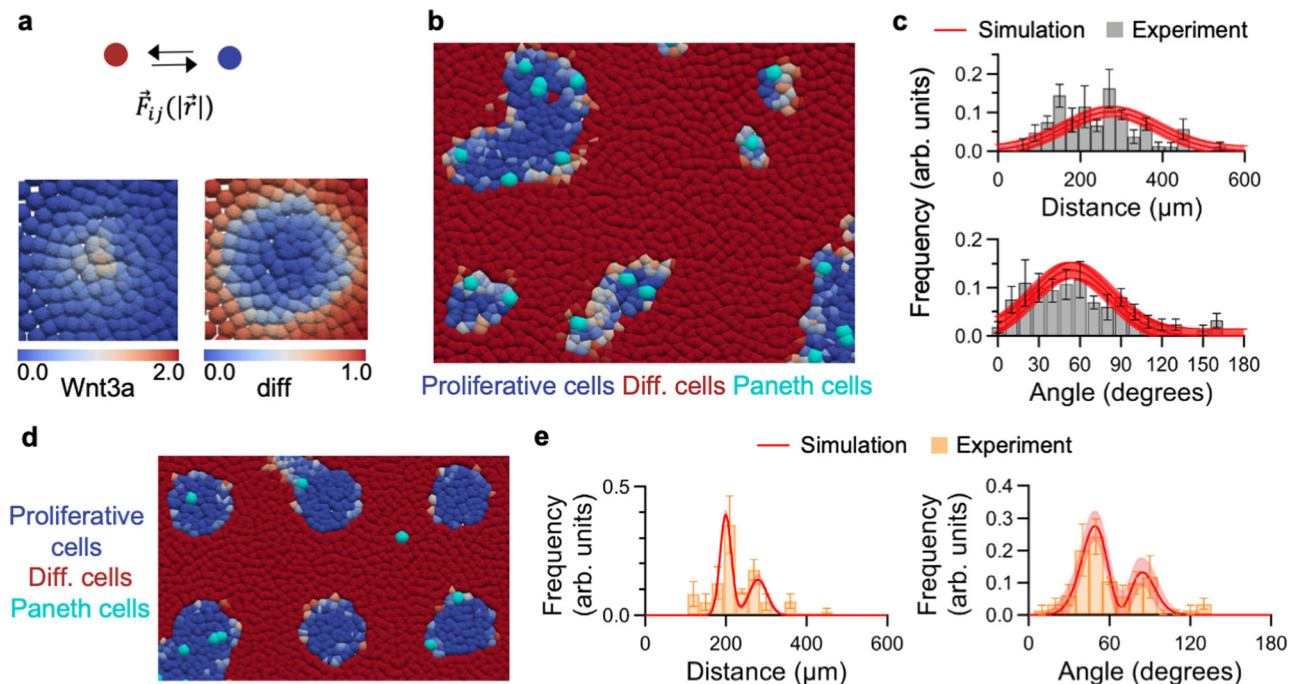 a
F⃗ij(|r⃗|)
0.0 2.0
Wnt3a
0.0 1.0
diff
b
Proliferative cells Diff. cells Paneth cells
c
Simulation Experiment
Frequency (arb. units)
0.2
0.1
0.0
0 200 400 600
Distance (μm)
0.2
0.1
0.0
0 30 60 90 120 150 180
Angle (degrees)
d
Proliferative
cells
Diff. cells
Paneth cells
e
Simulation Experiment
Frequency
(arb. units)
0.5
0.0
0 200 400 600
Distance (μm)
Frequency
(arb. units)
0.4
0.3
0.2
0.1
0.0
0 60 120 180
Angle (degrees)